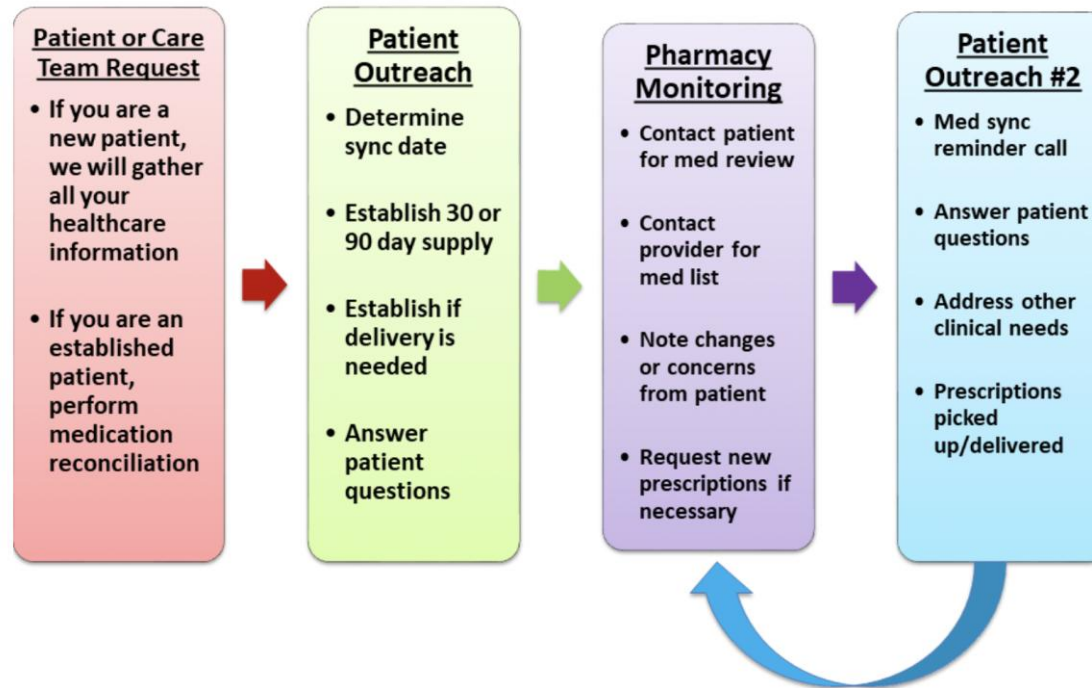 Patient or Care
Team Request
• If you are a
new patient,
we will gather
all your
healthcare
information
• If you are an
established
patient,
perform
medication
reconciliation
Patient
Outreach
• Determine
sync date
• Establish 30 or
90 day supply
• Establish if
delivery is
needed
• Answer
patient
questions
Pharmacy
Monitoring
• Contact patient
for med review
• Contact
provider for
med list
• Note changes
or concerns
from patient
• Request new
prescriptions if
necessary
Patient
Outreach #2
• Med sync
reminder call
• Answer patient
questions
• Address other
clinical needs
• Prescriptions
picked
up/delivered